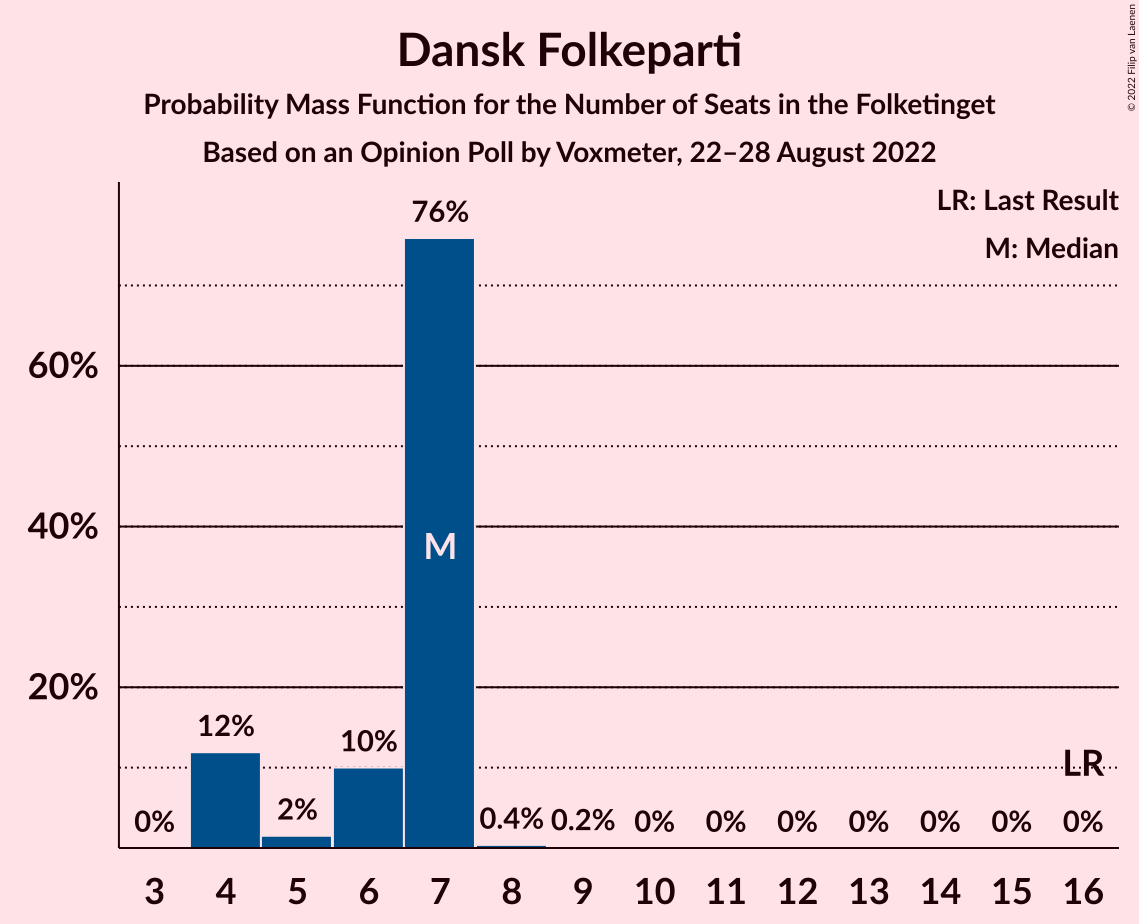 Dansk Folkeparti
Probability Mass Function for the Number of Seats in the Folketinget
Based on an Opinion Poll by Voxmeter, 22–28 August 2022
© 2022 Filip van Laenen
LR: Last Result
M: Median
76%
60%
40%
M
20%
12%
10%
LR
0%
2%
0.4%
0.2%
0%
0%
0%
0%
0%
0%
0%
3 4 5 6 7 8 9 10 11 12 13 14 15 16